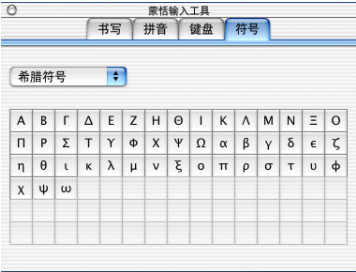 蒙恬输入工具
书写 拼音 键盘 符号
希腊符号
Α Β Γ Δ Ε Ζ Η Θ Ι Κ Λ Μ Ν Ξ Ο
Π Ρ Σ Τ Υ Φ Χ Ψ Ω α β γ δ ε ζ
η θ ι κ λ μ ν ξ ο π ρ σ τ υ φ
χ ψ ω